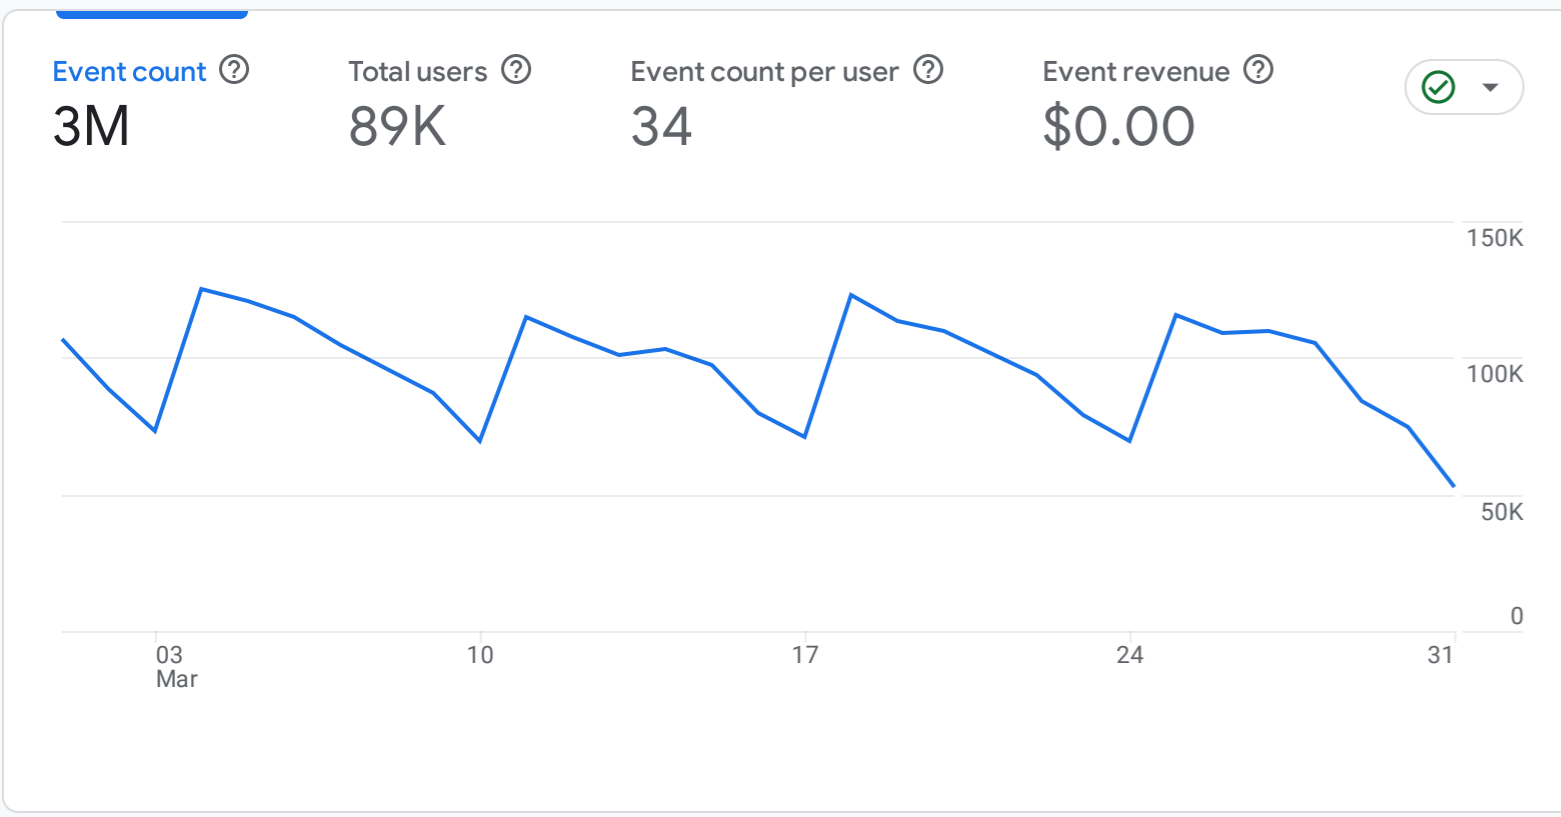 Event count
3M
Total users
89K
Event count per user
34
Event revenue
$0.00
150K
100K
50K
0
03
Mar
10
17
24
31